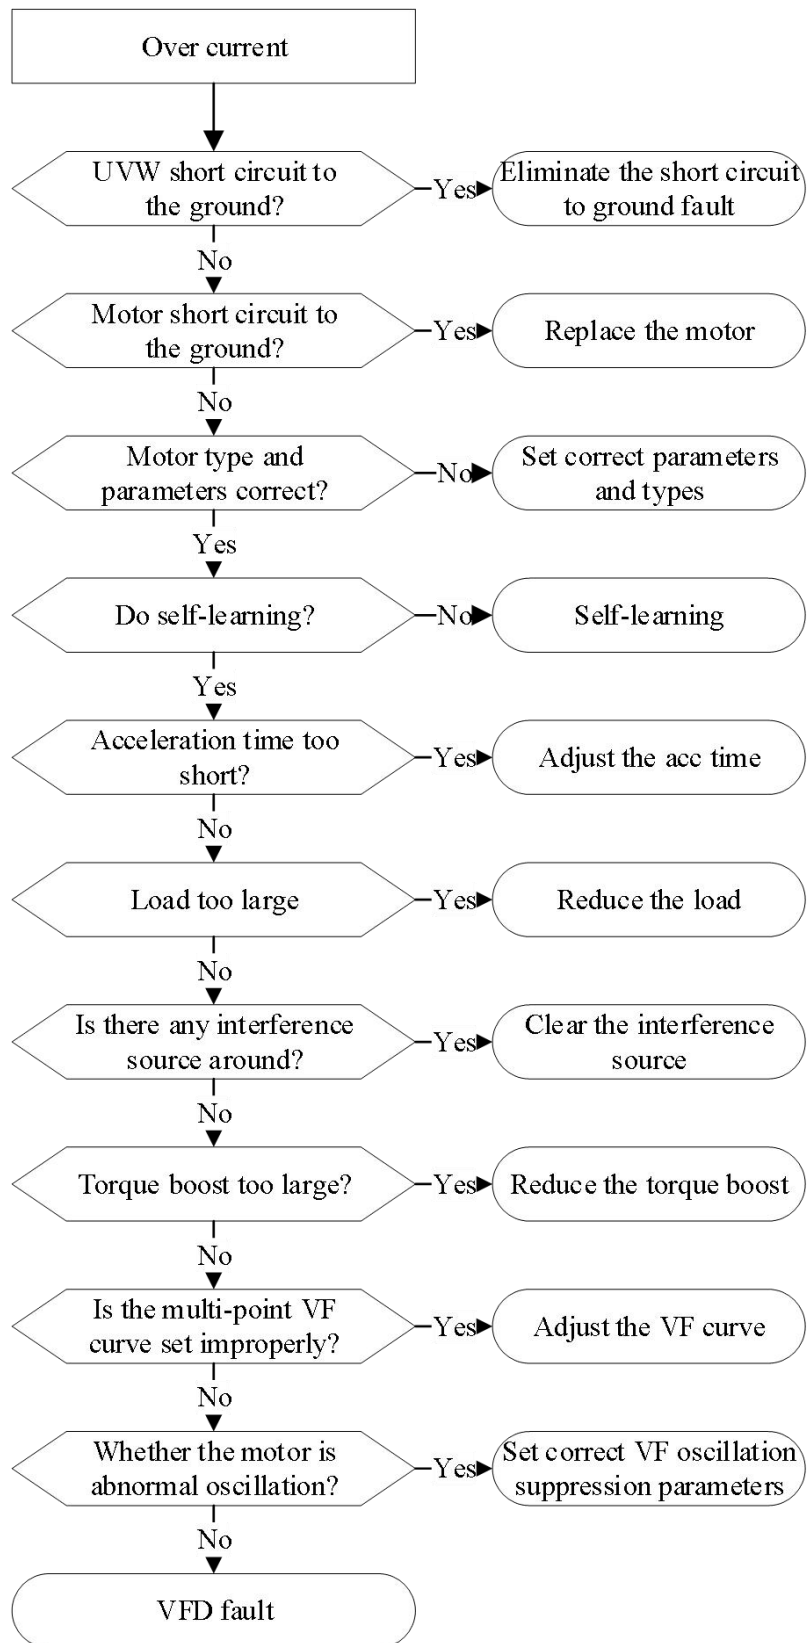 Over current
UVW short circuit to
the ground?
Yes
Eliminate the short circuit
to ground fault
No
Motor short circuit to
the ground?
Yes
Replace the motor
No
Motor type and
parameters correct?
No
Set correct parameters
and types
Yes
Do self-learning?
No
Self-learning
Yes
Acceleration time too
short?
Yes
Adjust the acc time
No
Load too large
Yes
Reduce the load
No
Is there any interference
source around?
Yes
Clear the interference
source
No
Torque boost too large?
Yes
Reduce the torque boost
No
Is the multi-point VF
curve set improperly?
Yes
Adjust the VF curve
No
Whether the motor is
abnormal oscillation?
Yes
Set correct VF oscillation
suppression parameters
No
VFD fault